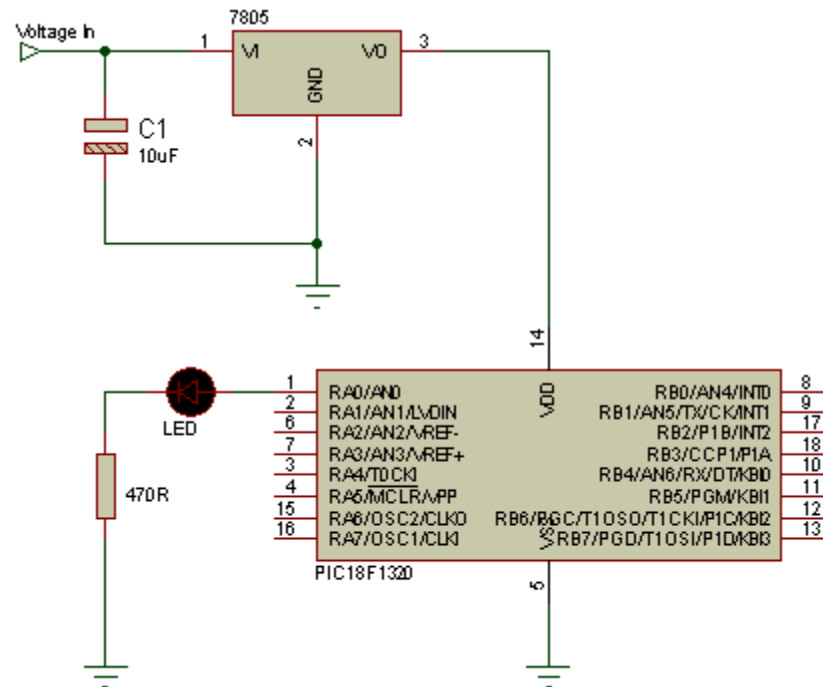 7805
Voltage In
1
VI
VO
3
GND
2
C1
10uF
14
VDD
1
RA0/AN0
2
RA1/AN1/LVDIN
6
RA2/AN2/VREF-
7
RA3/AN3/VREF+
3
RA4/T0CKI
4
RA5/MCLR/VPP
15
RA6/OSC2/CLKO
16
RA7/OSC1/CLKI
RB0/AN4/INT0
8
RB1/AN5/TX/CK/INT1
9
RB2/P1B/INT2
17
RB3/CCP1/P1A
18
RB4/AN6/RX/DT/KBI0
10
RB5/PGM/KBI1
11
RB6/PGC/T1OSO/T1CKI/P1C/KBI2
12
RB7/PGD/T1OSI/P1D/KBI3
13
VSS
5
LED
470R
PIC18F1320